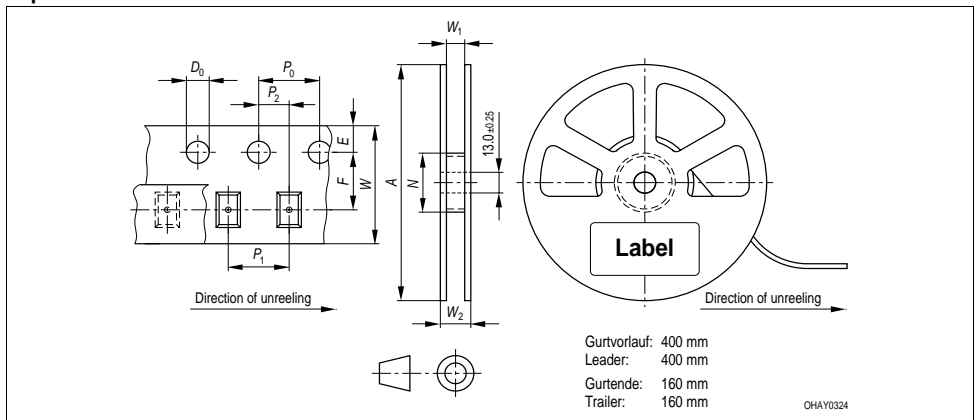 D0
P0
P2
E
F
W
P1
Direction of unreeling
W1
A
N
13.0±0.25
W2
Label
Direction of unreeling
Gurtvorlauf: 400 mm
Leader: 400 mm
Gurtende: 160 mm
Trailer: 160 mm
OHAY0324